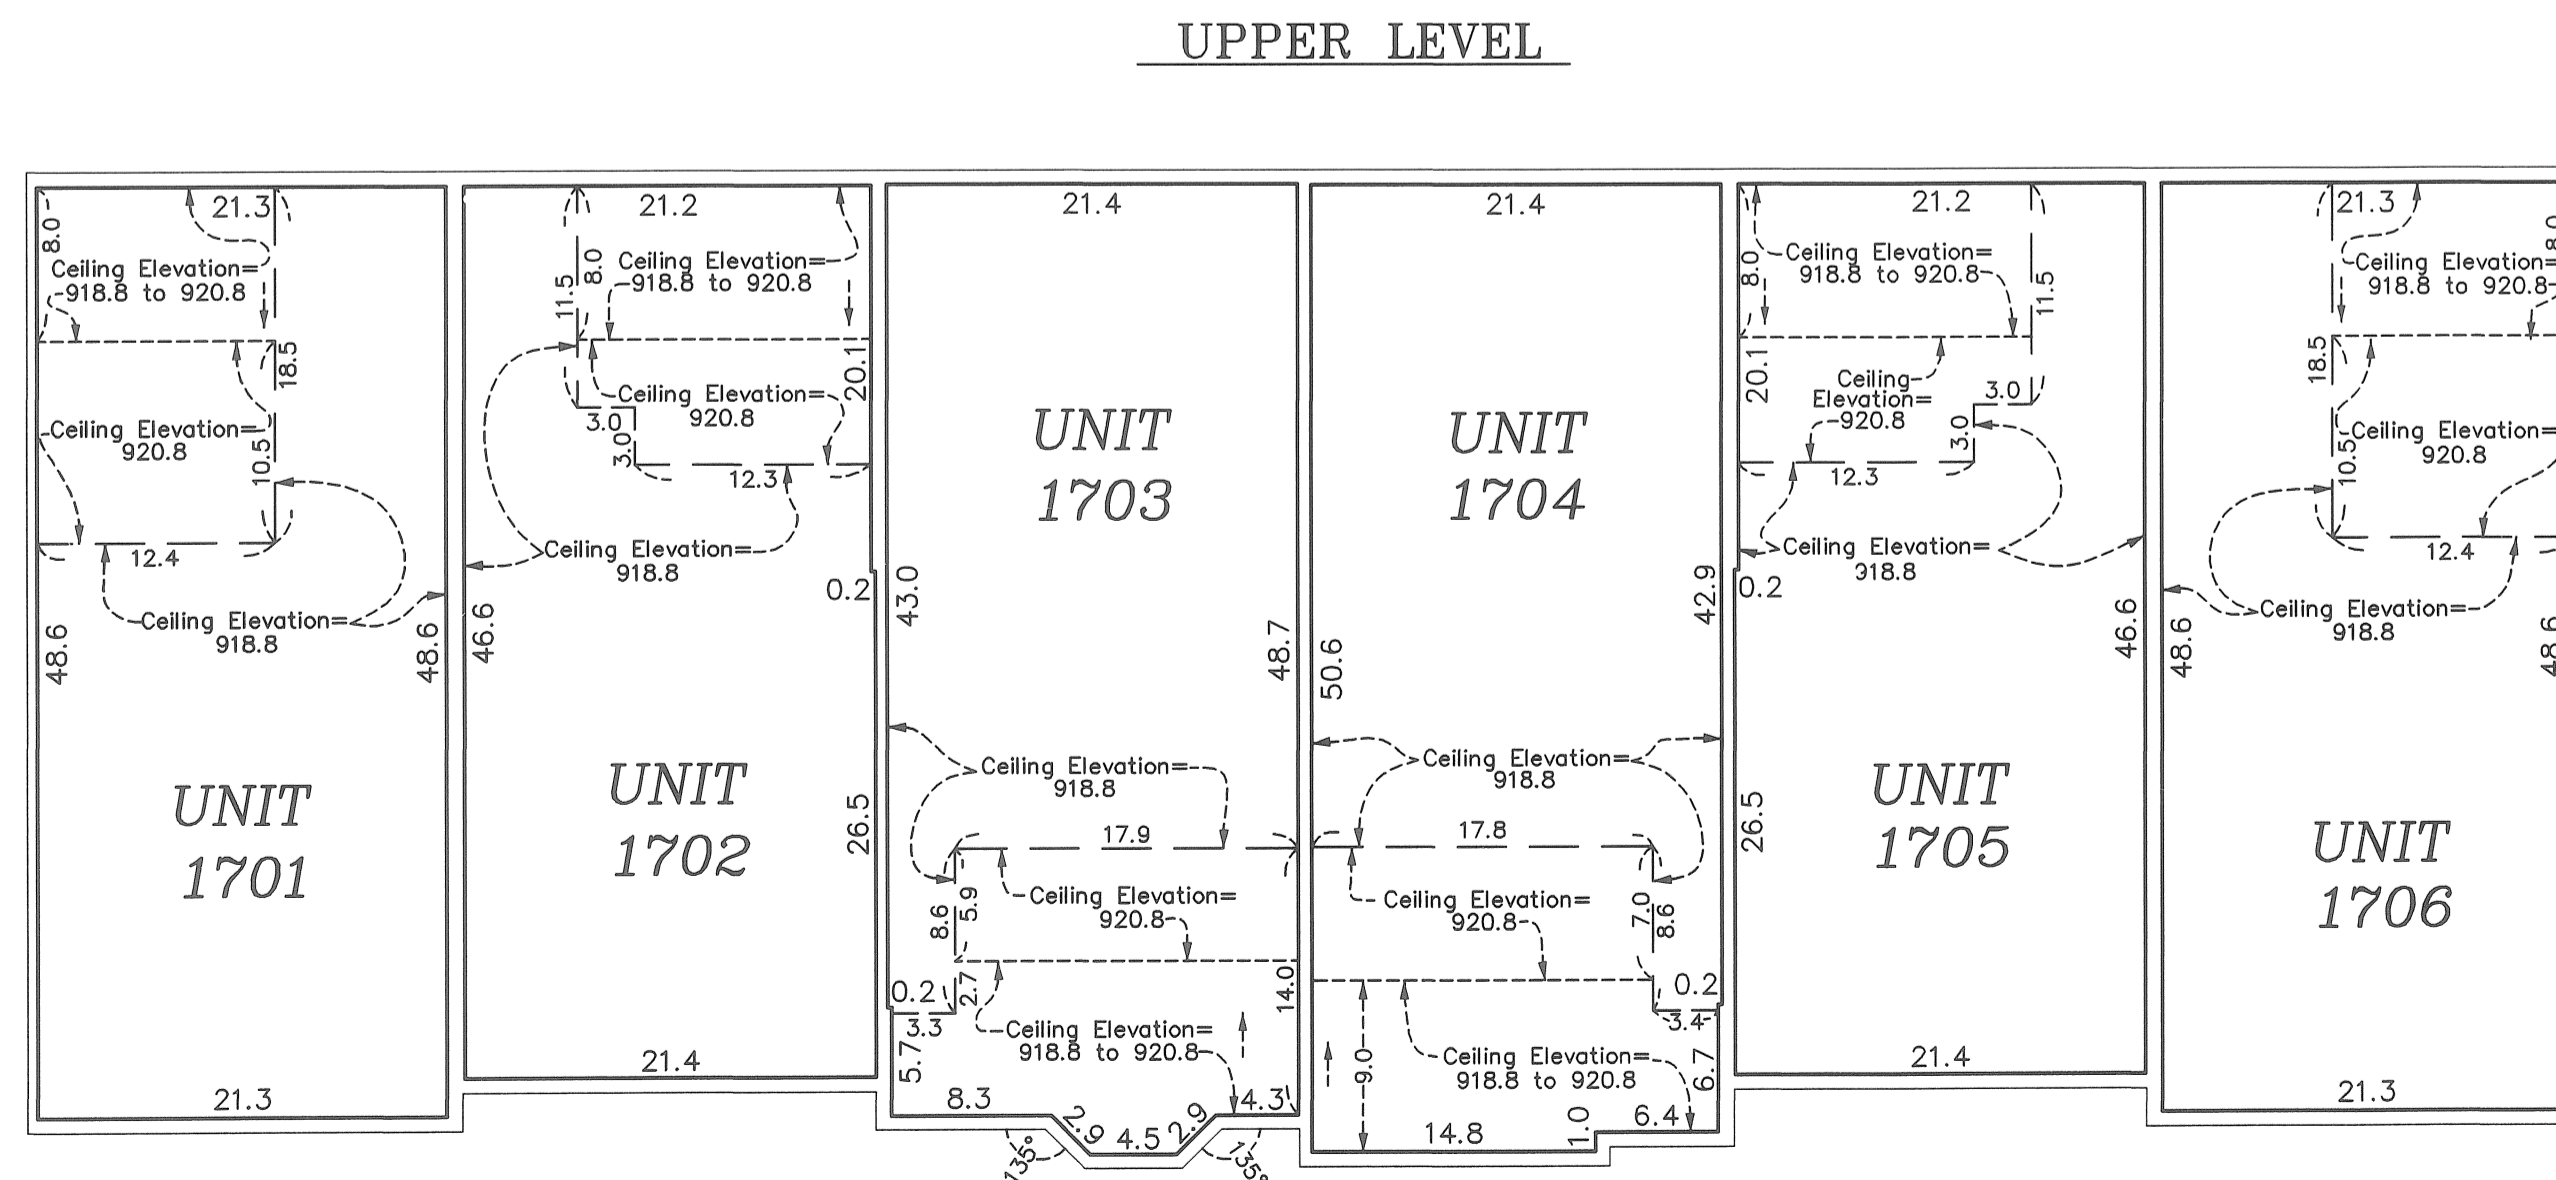 UPPER LEVEL
21.3
8.0
Ceiling Elevation=
918.8 to 920.8
18.5
Ceiling Elevation=
920.8
10.5
12.4
Ceiling Elevation=
918.8
48.6
48.6
UNIT
1701
21.3
21.2
8.0
11.5
Ceiling Elevation=
918.8 to 920.8
20.1
Ceiling Elevation=
920.8
3.0
3.0
12.3
Ceiling Elevation=
918.8
0.2
46.6
UNIT
1702
26.5
21.4
21.4
UNIT
1703
43.0
48.7
Ceiling Elevation=
918.8
17.9
Ceiling Elevation=
920.8
8.6
5.9
0.2
2.7
14.0
3.3
Ceiling Elevation=
918.8 to 920.8
5.7
8.3
4.3
2.9
4.5
2.9
135°
135°
21.4
UNIT
1704
42.9
50.6
Ceiling Elevation=
918.8
17.8
Ceiling Elevation=
920.8
7.0
8.6
0.2
3.4
9.0
Ceiling Elevation=
918.8 to 920.8
6.7
14.8
1.0
6.4
21.2
8.0
Ceiling Elevation=
918.8 to 920.8
11.5
20.1
Ceiling
Elevation=
920.8
3.0
3.0
12.3
Ceiling Elevation=
918.8
0.2
46.6
UNIT
1705
26.5
21.4
21.3
8.0
Ceiling Elevation=
918.8 to 920.8
18.5
Ceiling Elevation=
920.8
10.5
12.4
Ceiling Elevation=
918.8
48.6
48.6
UNIT
1706
21.3